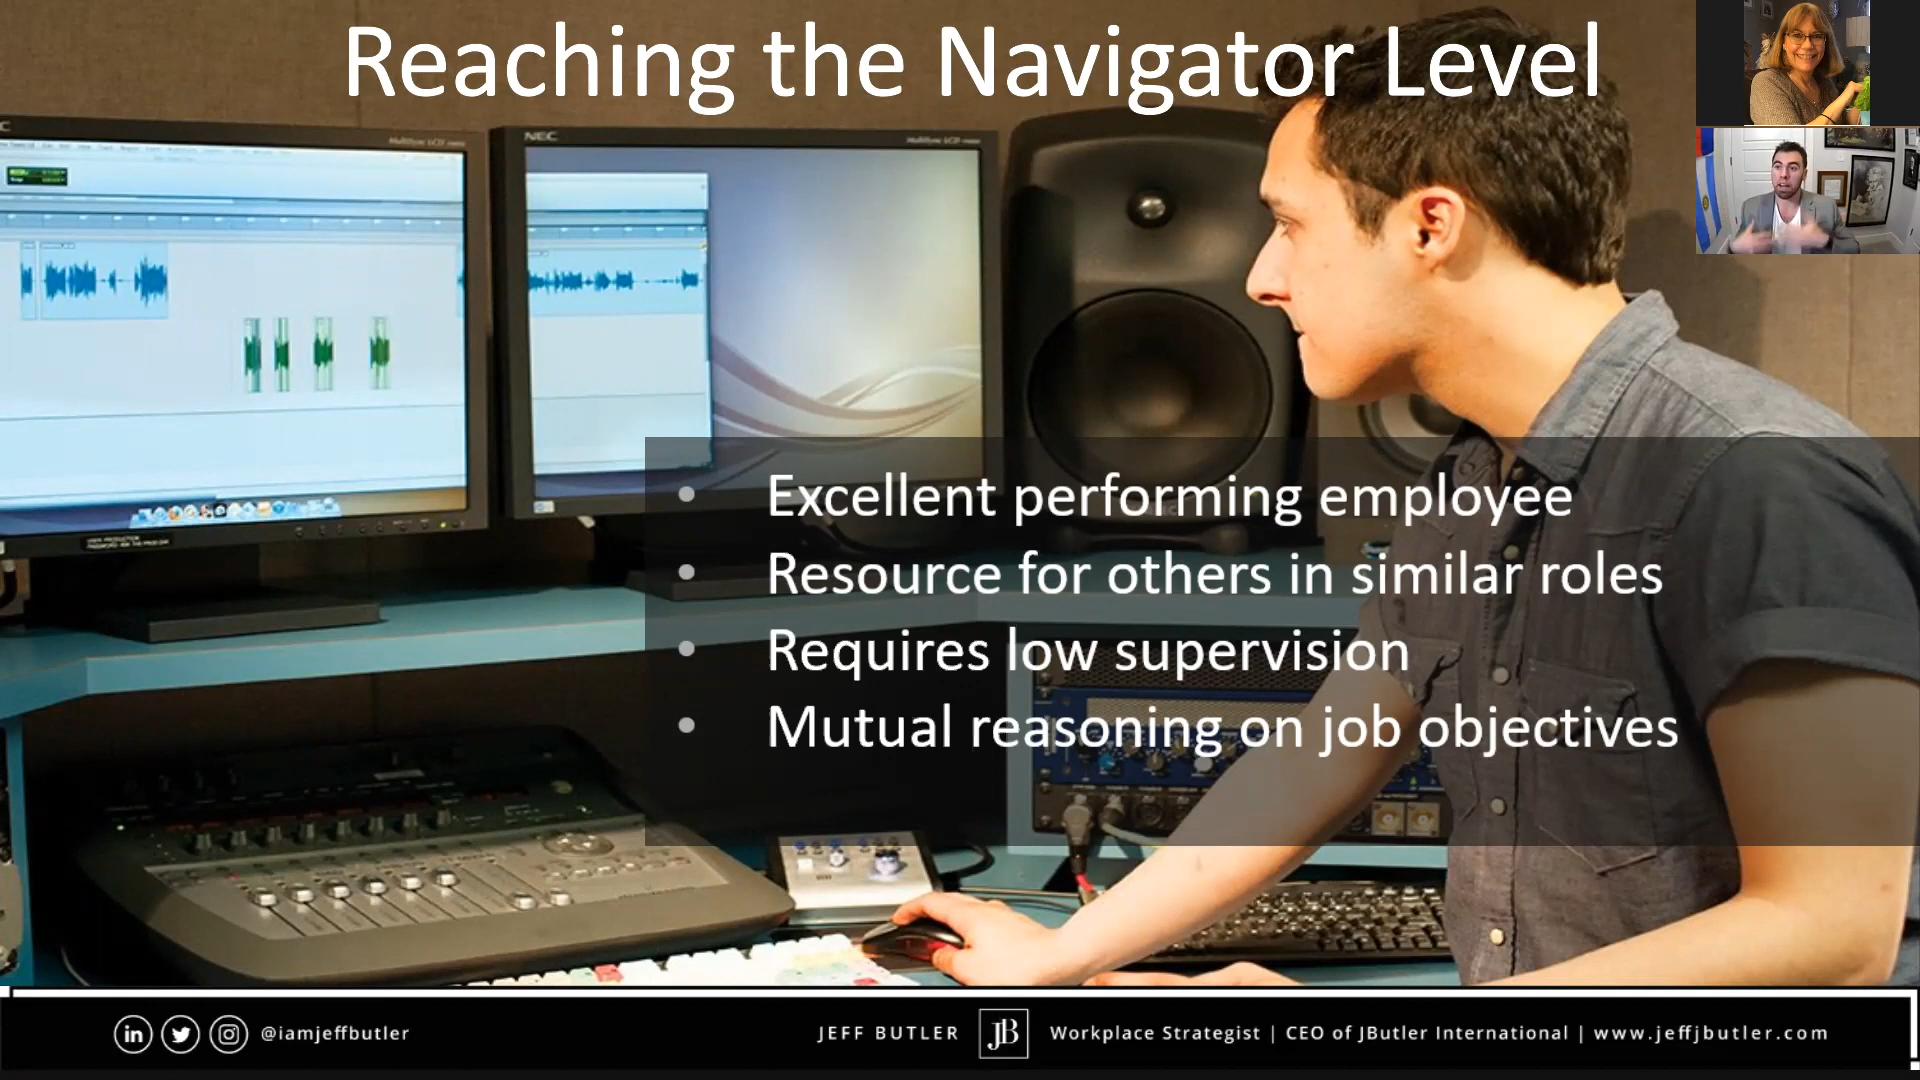 Reaching the Navigator Level
NEC
• Excellent performing employee
• Resource for others in similar roles
• Requires low supervision
• Mutual reasoning on job objectives
in @iamjeffbutler
JEFF BUTLER JB Workplace Strategist | CEO of JButler International | www.jeffjbutler.com